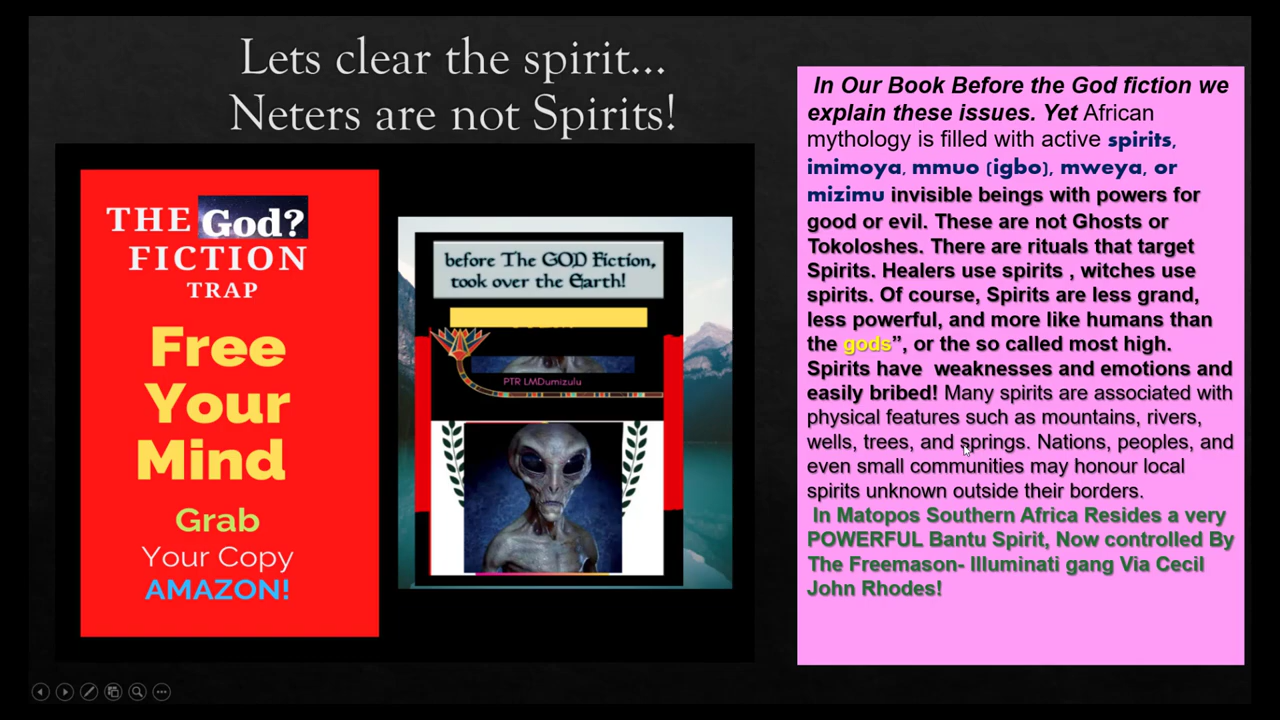 Lets clear the spirit…
Neters are not Spirits!
THE God?
FICTION
TRAP
Free
Your
Mind
Grab
Your Copy
AMAZON!
before The GOD Fiction,
took over the Earth!
PTR LMDumizulu
In Our Book Before the God fiction we
explain these issues. Yet African
mythology is filled with active spirits,
imimoya, mmuo (igbo), mweya, or
mizimu invisible beings with powers for
good or evil. These are not Ghosts or
Tokoloshes. There are rituals that target
Spirits. Healers use spirits , witches use
spirits. Of course, Spirits are less grand,
less powerful, and more like humans than
the gods”, or the so called most high.
Spirits have  weaknesses and emotions and
easily bribed! Many spirits are associated with
physical features such as mountains, rivers,
wells, trees, and springs. Nations, peoples, and
even small communities may honour local
spirits unknown outside their borders.
In Matopos Southern Africa Resides a very
POWERFUL Bantu Spirit, Now controlled By
The Freemason- Illuminati gang Via Cecil
John Rhodes!